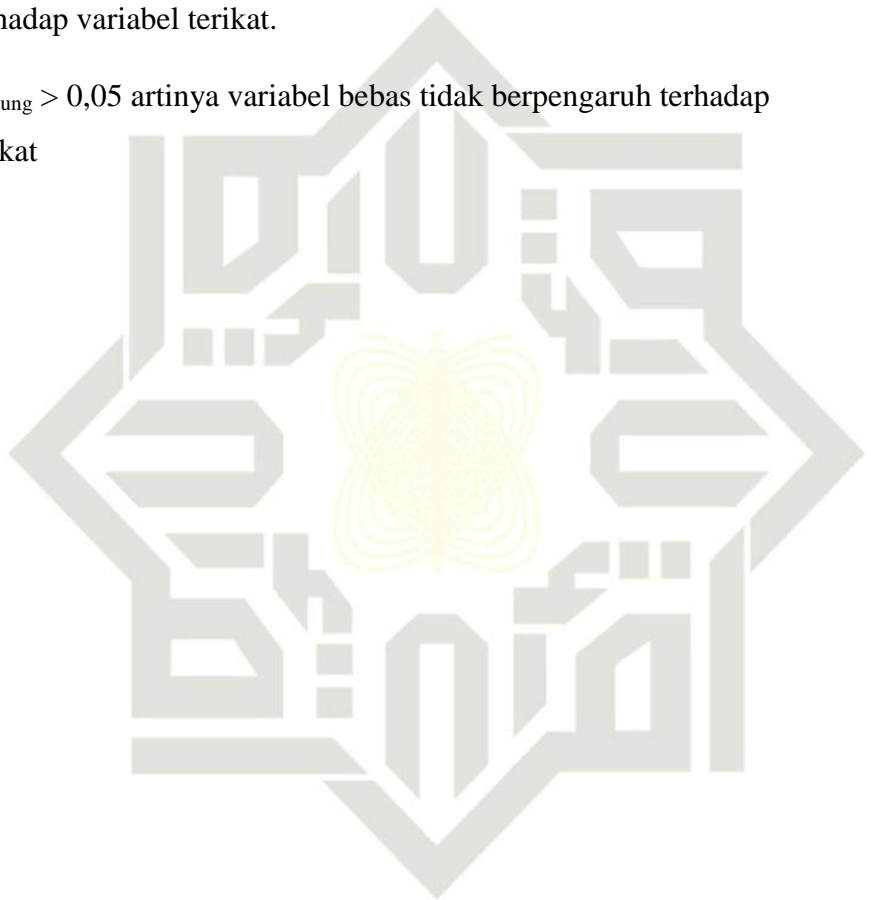 hadap variabel terikat.
ung > 0,05 artinya variabel bebas tidak berpengaruh terhadap
kat